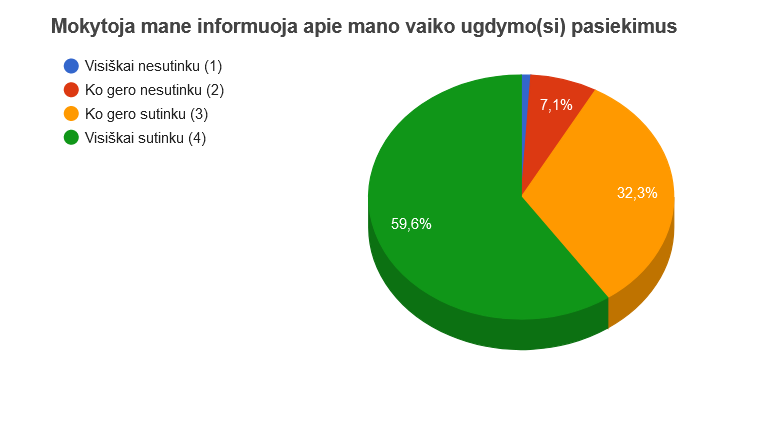 Mokytoja mane informuoja apie mano vaiko ugdymo(si) pasiekimus
Visiškai nesutinku (1)
Ko gero nesutinku (2)
Ko gero sutinku (3)
Visiškai sutinku (4)
7,1%
32,3%
59,6%